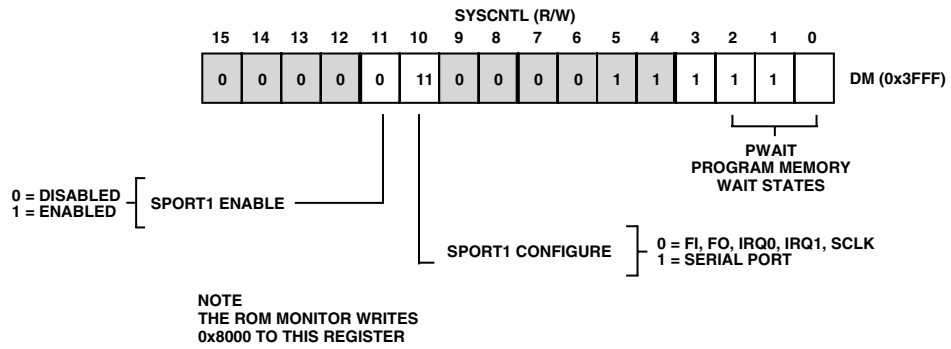 SYSCNTL (R/W)
15 14 13 12 11 10 9 8 7 6 5 4 3 2 1 0
0 0 0 0 0 11 0 0 0 0 1 1 1 1 1 DM (0x3FFF)
PWAIT
PROGRAM MEMORY
WAIT STATES
0 = DISABLED
1 = ENABLED
SPORT1 ENABLE
SPORT1 CONFIGURE
0 = FI, FO, IRQ0, IRQ1, SCLK
1 = SERIAL PORT
NOTE
THE ROM MONITOR WRITES
0x8000 TO THIS REGISTER